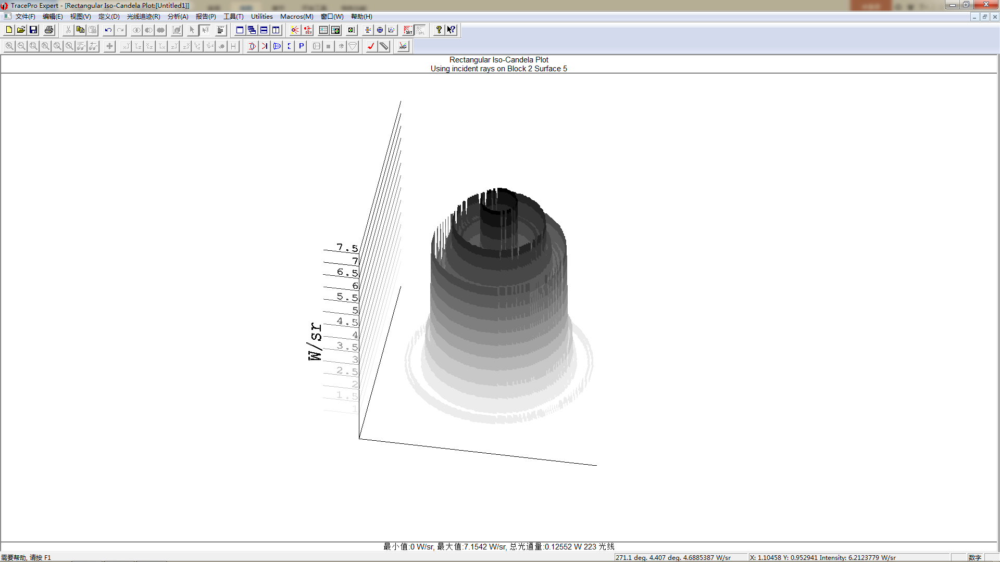 TracePro Expert - [Rectangular Iso-Candela Plot:[Untitled1]]
文件(F) 编辑(E) 视图(V) 定义(D) 光线追迹(R) 分析(A) 报告(P) 工具(T) Utilities Macros(M) 窗口(W) 帮助(H)
Rectangular Iso-Candela Plot
Using incident rays on Block 2 Surface 5
7.5
7
6.5
6
5.5
5
4.5
4
3.5
3
2.5
2
1.5
1
W/sr
最小值:0 W/sr, 最大值:7.1542 W/sr, 总光通量:0.12552 W 223 光线
需要帮助, 请按 F1
271.1 deg. 4.407 deg. 4.6885387 W/sr
X: 1.10458 Y: 0.952941 Intensity: 6.2123779 W/sr
数字